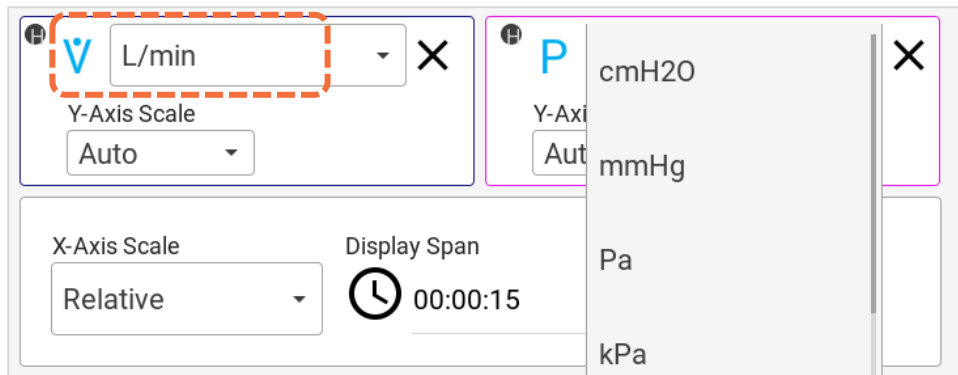 H V̇ L/min
Y-Axis Scale
Auto
H P
Y-Axi
Aut
cmH2O
mmHg
Pa
kPa
X-Axis Scale
Relative
Display Span
00:00:15